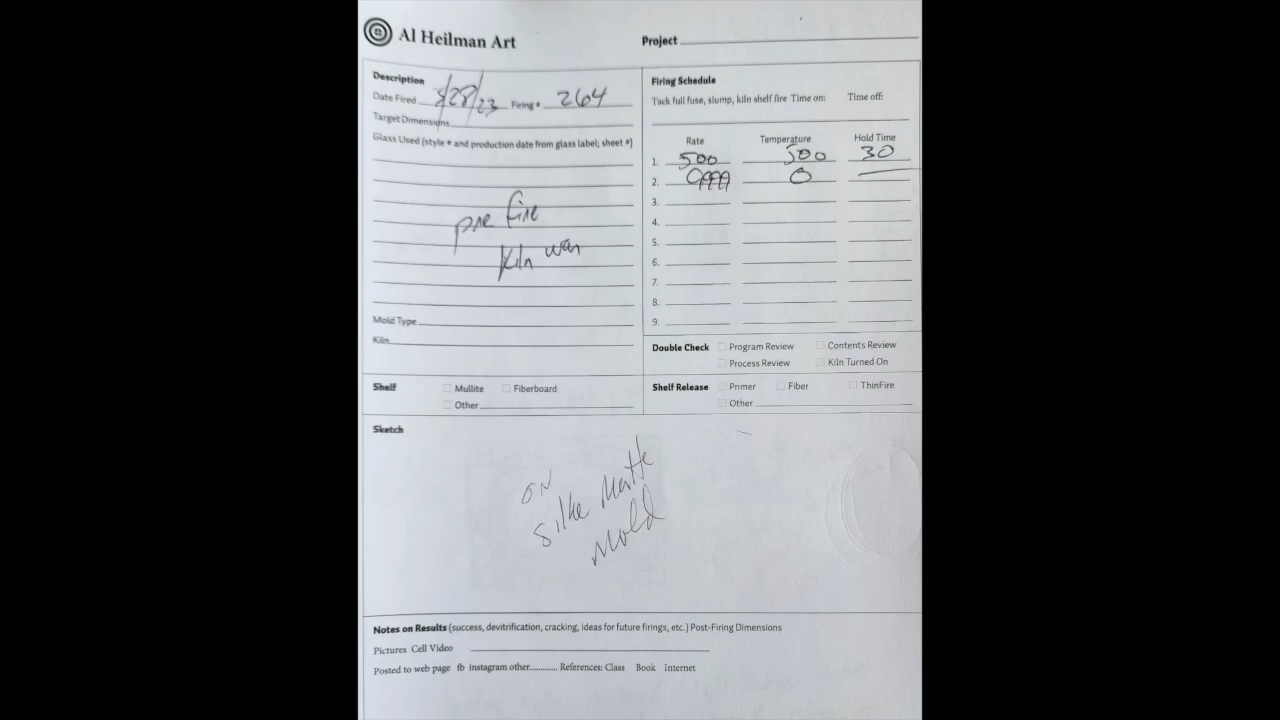 Al Heilman Art
Project
Description
Date Fired 3/28/23 Firing # 264
Target Dimensions
Glass Used (style # and production date from glass label; sheet #)
pre fire
kiln wan
Mold Type
Kiln
Firing Schedule
Tack full fuse, slump, kiln shelf fire Time on: Time off:
Rate Temperature Hold Time
1. 500 500 30
2. 9999 0
3.
4.
5.
6.
7.
8.
9.
Double Check Program Review Contents Review
Process Review Kiln Turned On
Shelf Mullite Fiberboard
Other
Shelf Release Primer Fiber ThinFire
Other
Sketch
ON
Silke Matte
Mold
Notes on Results (success, devitrification, cracking, ideas for future firings, etc.) Post-Firing Dimensions
Pictures Cell Video
Posted to web page fb instagram other............. References: Class Book Internet